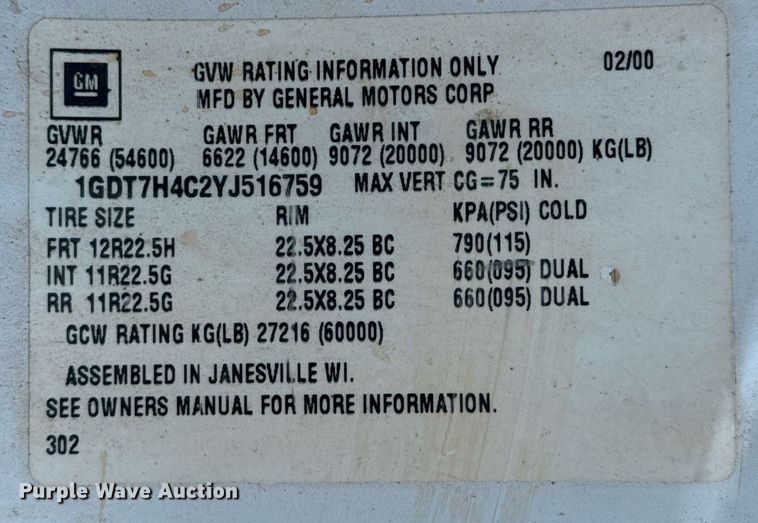 GM
GVW RATING INFORMATION ONLY 02/00
MFD BY GENERAL MOTORS CORP
GVWR GAWR FRT GAWR INT GAWR RR
24766 (54600) 6622 (14600) 9072 (20000) 9072 (20000) KG(LB)
1GDT7H4C2YJ516759 MAX VERT CG=75 IN.
TIRE SIZE RIM KPA(PSI) COLD
FRT 12R22.5H 22.5X8.25 BC 790(115)
INT 11R22.5G 22.5X8.25 BC 660(095) DUAL
RR 11R22.5G 22.5X8.25 BC 660(095) DUAL
GCW RATING KG(LB) 27216 (60000)
ASSEMBLED IN JANESVILLE WI.
SEE OWNERS MANUAL FOR MORE INFORMATION.
302
Purple Wave Auction